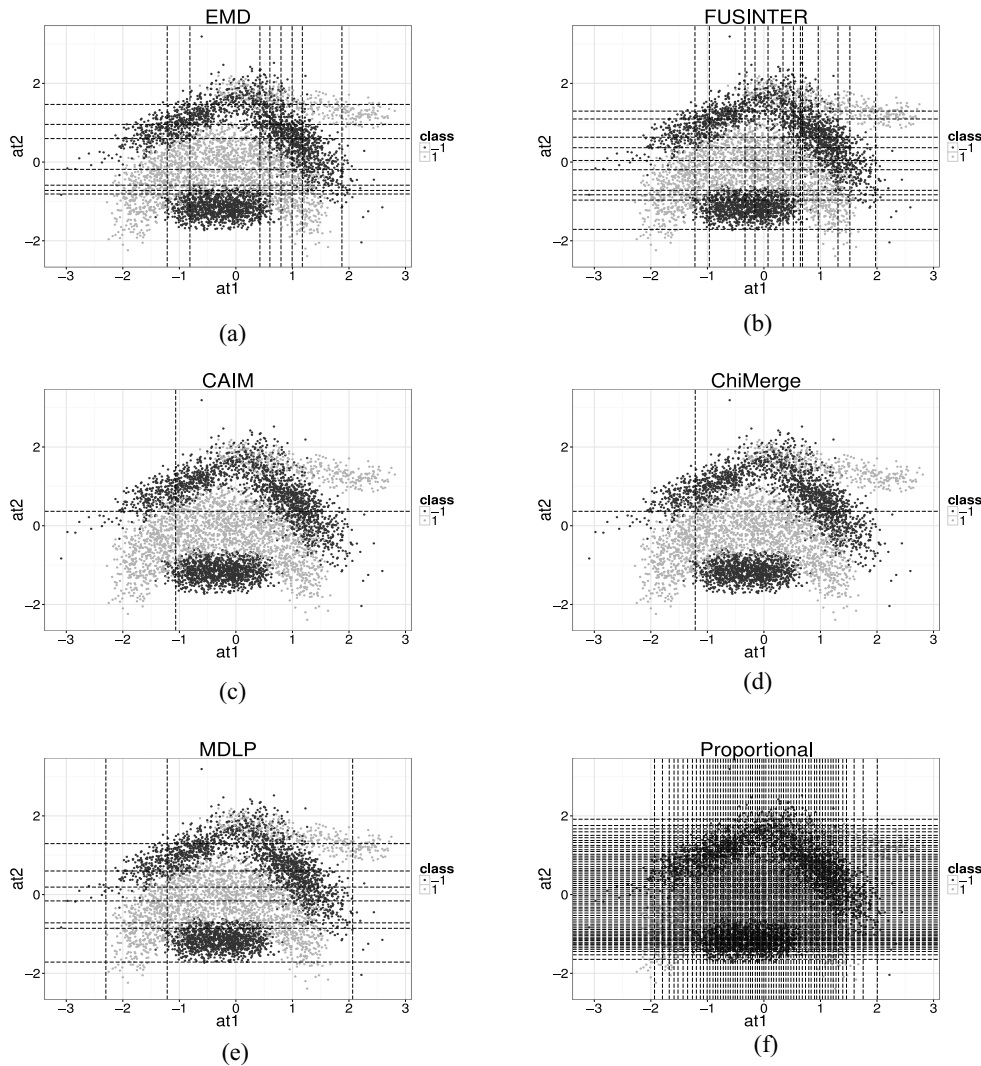 EMD
FUSINTER
at2
2
0
−2
class
−1
1
−3 −2 −1 0 1 2 3
at1
(a)
at2
2
0
−2
class
−1
1
−3 −2 −1 0 1 2 3
at1
(b)
CAIM
ChiMerge
at2
2
0
−2
class
−1
1
−3 −2 −1 0 1 2 3
at1
(c)
at2
2
0
−2
class
−1
1
−3 −2 −1 0 1 2 3
at1
(d)
MDLP
Proportional
at2
2
0
−2
class
−1
1
−3 −2 −1 0 1 2 3
at1
(e)
at2
2
0
−2
class
−1
1
−3 −2 −1 0 1 2 3
at1
(f)